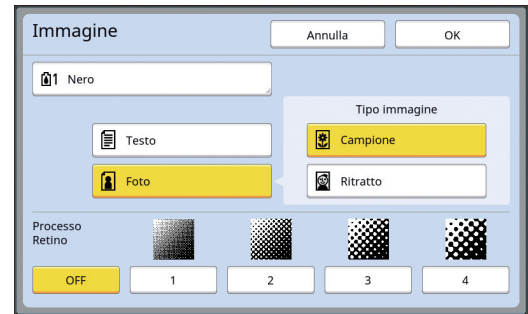 Immagine
Annulla
OK
1 Nero
Tipo immagine
Testo
Campione
Foto
Ritratto
Processo
Retino
OFF
1
2
3
4